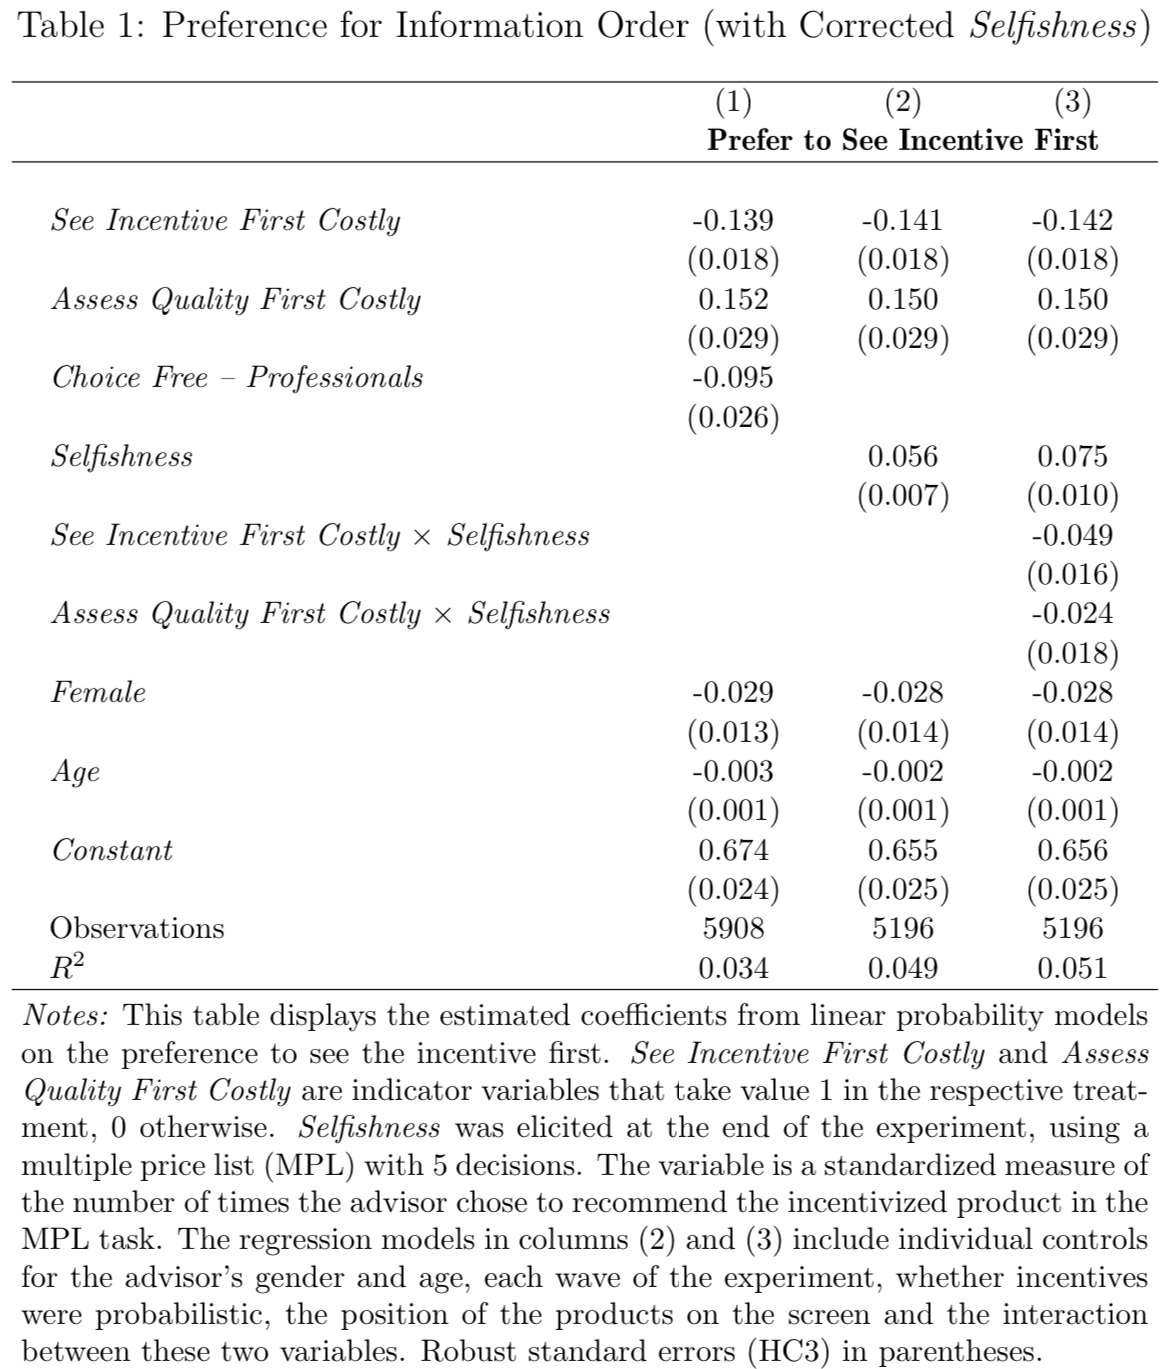 Table 1: Preference for Information Order (with Corrected Selfishness)
(1) (2) (3)
Prefer to See Incentive First
See Incentive First Costly -0.139 -0.141 -0.142
(0.018) (0.018) (0.018)
Assess Quality First Costly 0.152 0.150 0.150
(0.029) (0.029) (0.029)
Choice Free – Professionals -0.095
(0.026)
Selfishness 0.056 0.075
(0.007) (0.010)
See Incentive First Costly × Selfishness -0.049
(0.016)
Assess Quality First Costly × Selfishness -0.024
(0.018)
Female -0.029 -0.028 -0.028
(0.013) (0.014) (0.014)
Age -0.003 -0.002 -0.002
(0.001) (0.001) (0.001)
Constant 0.674 0.655 0.656
(0.024) (0.025) (0.025)
Observations 5908 5196 5196
R² 0.034 0.049 0.051
Notes: This table displays the estimated coefficients from linear probability models
on the preference to see the incentive first. See Incentive First Costly and Assess
Quality First Costly are indicator variables that take value 1 in the respective treat-
ment, 0 otherwise. Selfishness was elicited at the end of the experiment, using a
multiple price list (MPL) with 5 decisions. The variable is a standardized measure of
the number of times the advisor chose to recommend the incentivized product in the
MPL task. The regression models in columns (2) and (3) include individual controls
for the advisor's gender and age, each wave of the experiment, whether incentives
were probabilistic, the position of the products on the screen and the interaction
between these two variables. Robust standard errors (HC3) in parentheses.